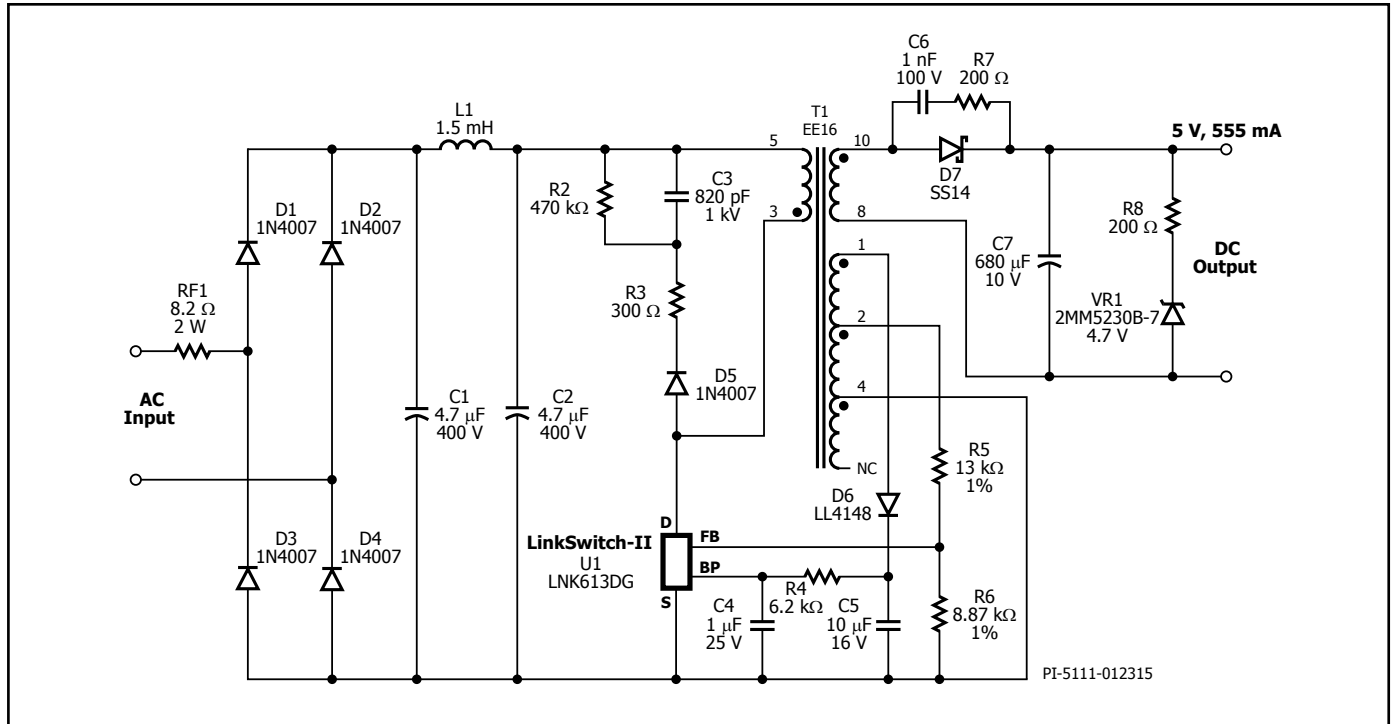 L1
1.5 mH
D1
1N4007
D2
1N4007
RF1
8.2 Ω
2 W
AC
Input
D3
1N4007
D4
1N4007
C1
4.7 µF
400 V
C2
4.7 µF
400 V
R2
470 kΩ
C3
820 pF
1 kV
R3
300 Ω
D5
1N4007
LinkSwitch-II
U1
LNK613DG
D
FB
BP
S
T1
EE16
5
3
10
8
1
2
4
NC
C6
1 nF
100 V
R7
200 Ω
D7
SS14
5 V, 555 mA
C7
680 µF
10 V
R8
200 Ω
DC
Output
VR1
2MM5230B-7
4.7 V
R5
13 kΩ
1%
D6
LL4148
R4
6.2 kΩ
C4
1 µF
25 V
C5
10 µF
16 V
R6
8.87 kΩ
1%
PI-5111-012315